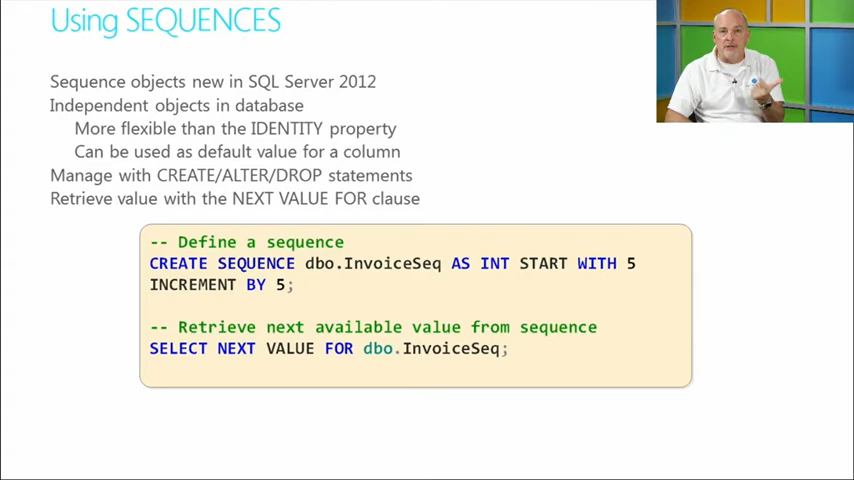 Using SEQUENCES
Sequence objects new in SQL Server 2012
Independent objects in database
More flexible than the IDENTITY property
Can be used as default value for a column
Manage with CREATE/ALTER/DROP statements
Retrieve value with the NEXT VALUE FOR clause
-- Define a sequence
CREATE SEQUENCE dbo.InvoiceSeq AS INT START WITH 5
INCREMENT BY 5;
-- Retrieve next available value from sequence
SELECT NEXT VALUE FOR dbo.InvoiceSeq;